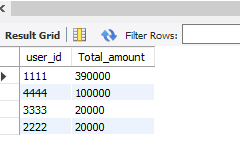 Result Grid Filter Rows:
user_id Total_amount
1111 390000
4444 100000
3333 20000
2222 20000